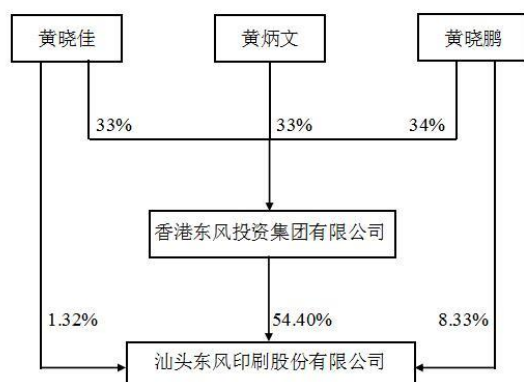 黄晓佳
黄炳文
黄晓鹏
33%
33%
34%
香港东风投资集团有限公司
1.32%
54.40%
8.33%
汕头东风印刷股份有限公司